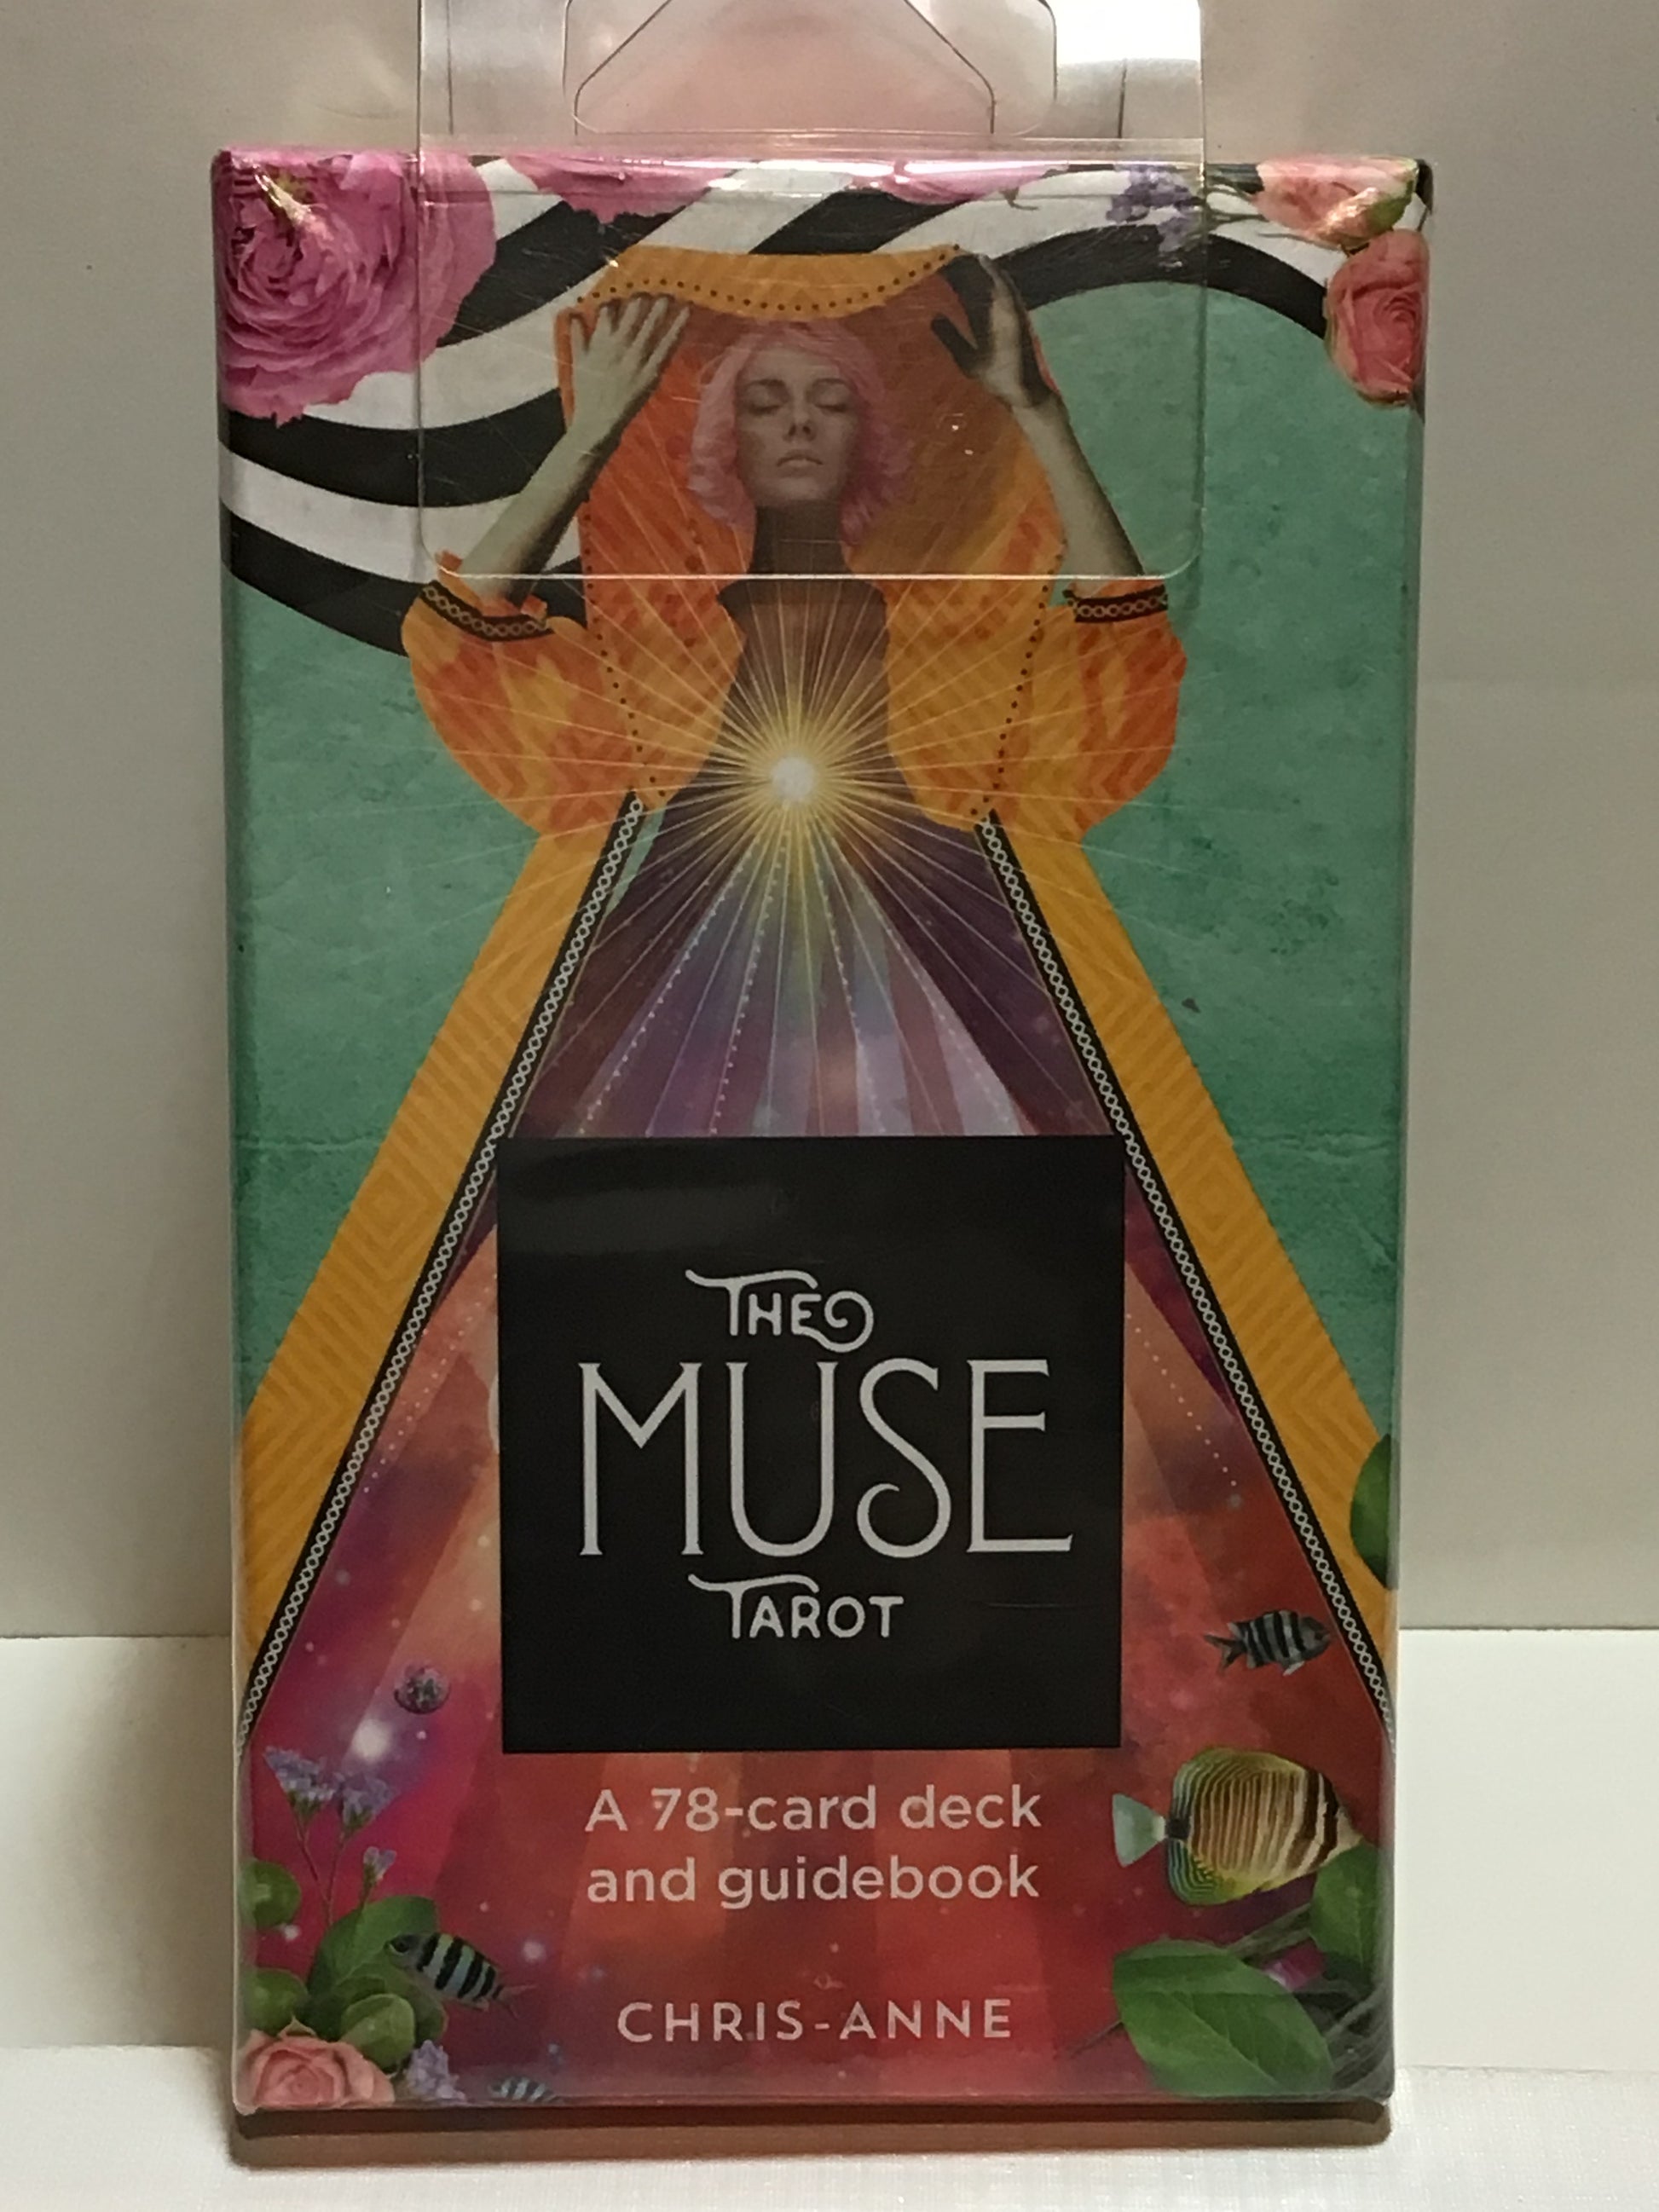 THE
MUSE
TAROT
A 78-card deck
and guidebook
CHRIS-ANNE